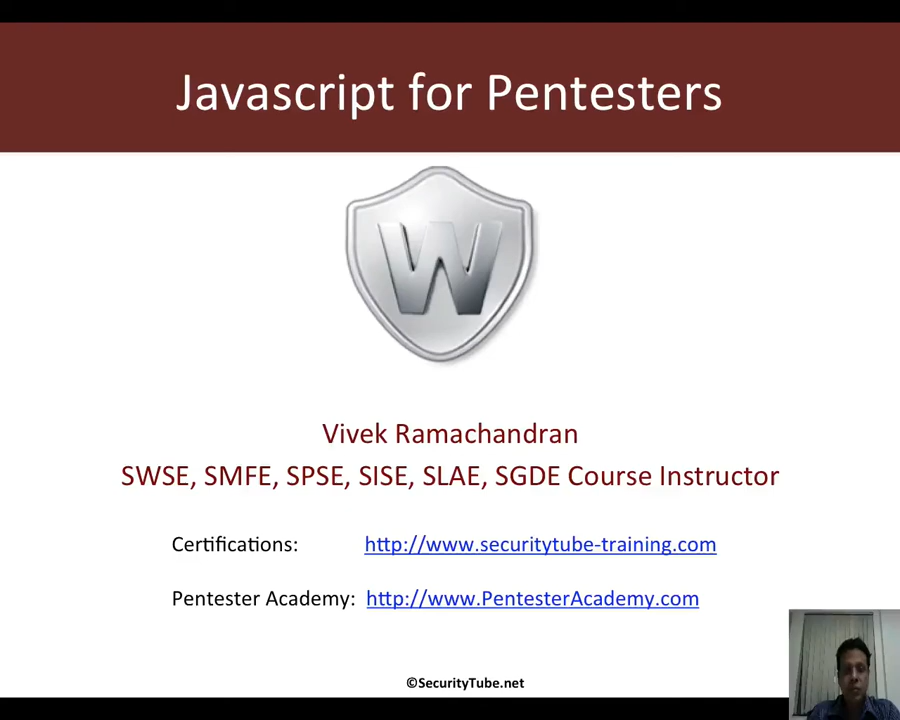 Javascript for Pentesters
W
Vivek Ramachandran
SWSE, SMFE, SPSE, SISE, SLAE, SGDE Course Instructor
Certifications: http://www.securitytube-training.com
Pentester Academy: http://www.PentesterAcademy.com
©SecurityTube.net